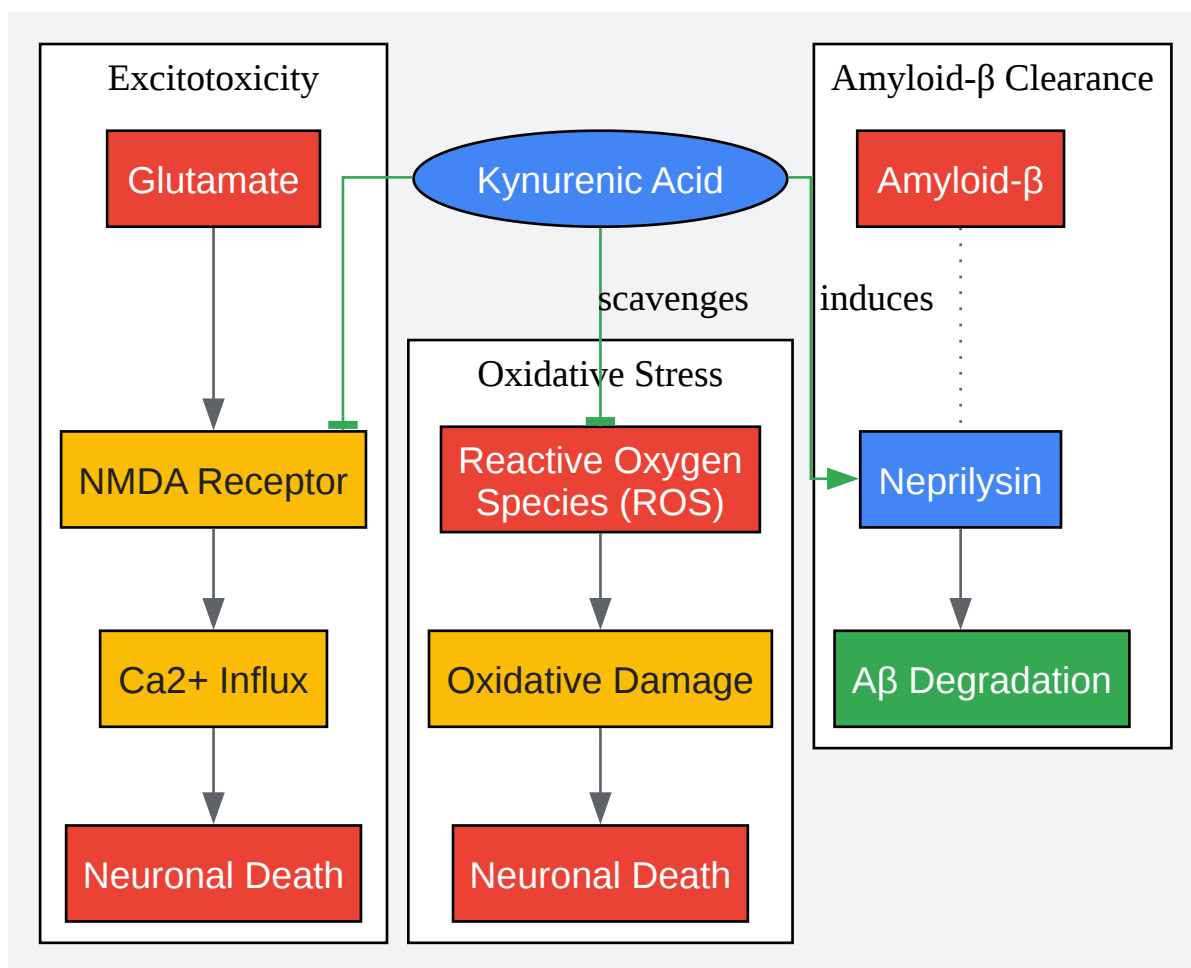 Excitotoxicity
Glutamate
NMDA Receptor
Ca2+ Influx
Neuronal Death
Kynurenic Acid
scavenges
induces
Oxidative Stress
Reactive Oxygen
Species (ROS)
Oxidative Damage
Neuronal Death
Amyloid-β Clearance
Amyloid-β
Neprilysin
Aβ Degradation